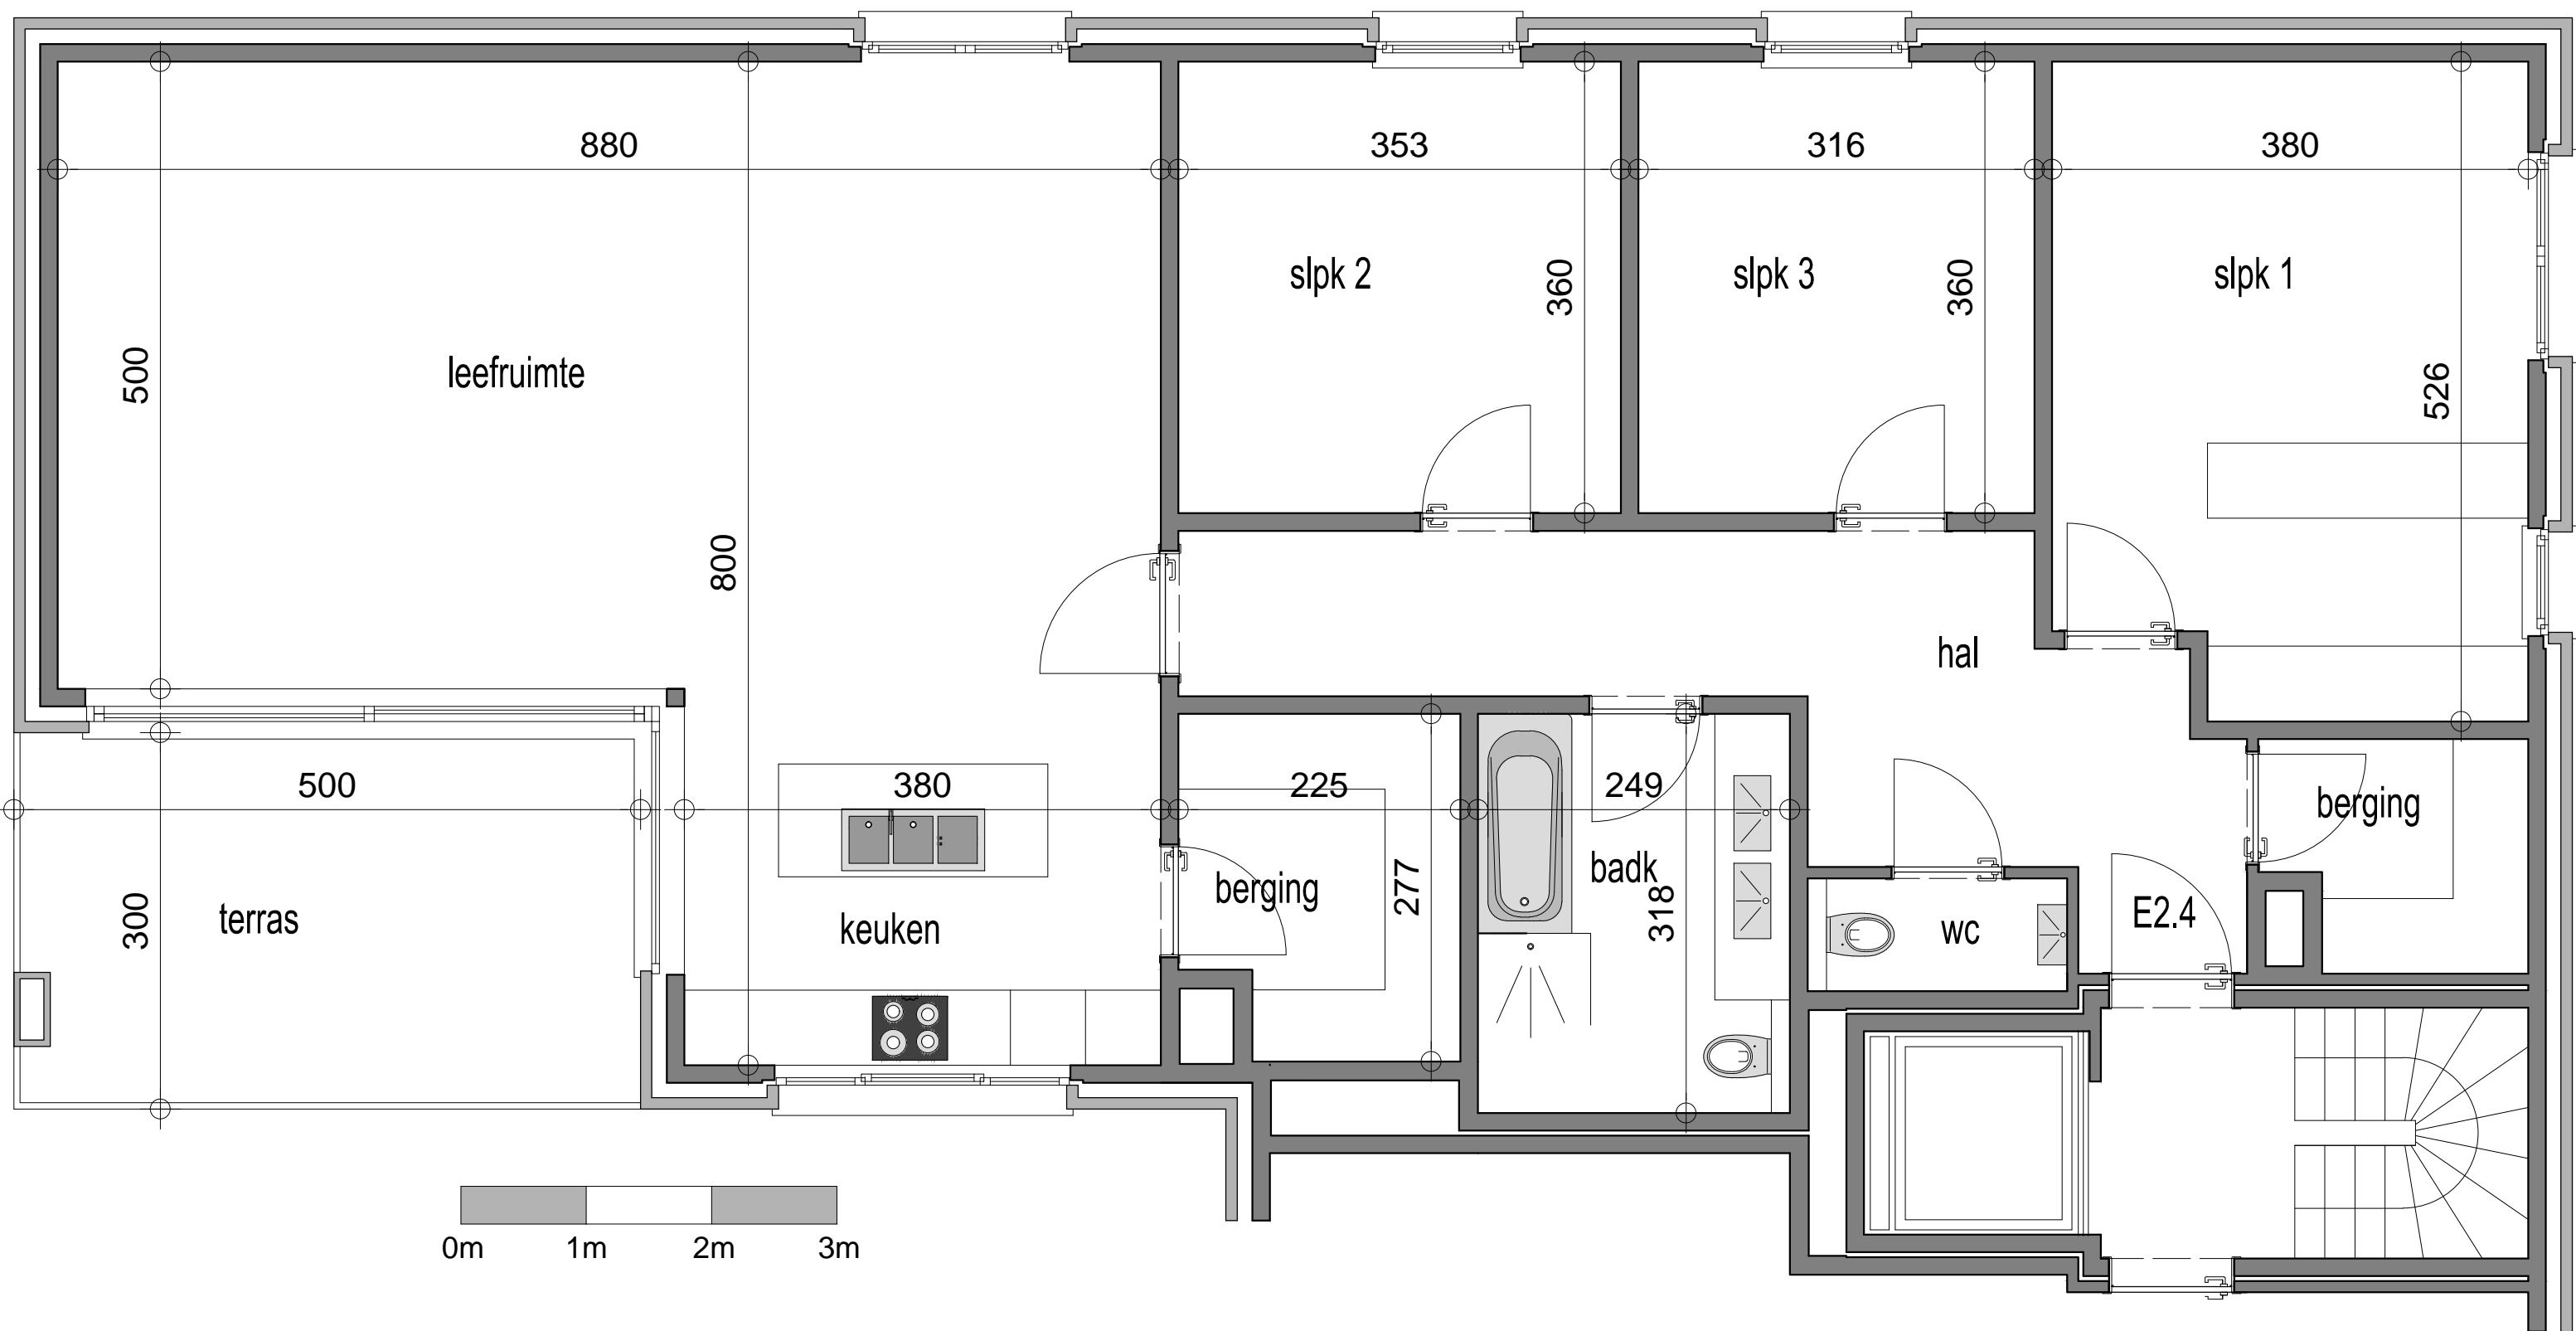 880
353
316
380
slpk 2
slpk 3
slpk 1
360
360
500
leefruimte
526
800
hal
500
380
225
249
berging
300
terras
keuken
berging
277
badk
318
wc
E2.4
0m
1m
2m
3m